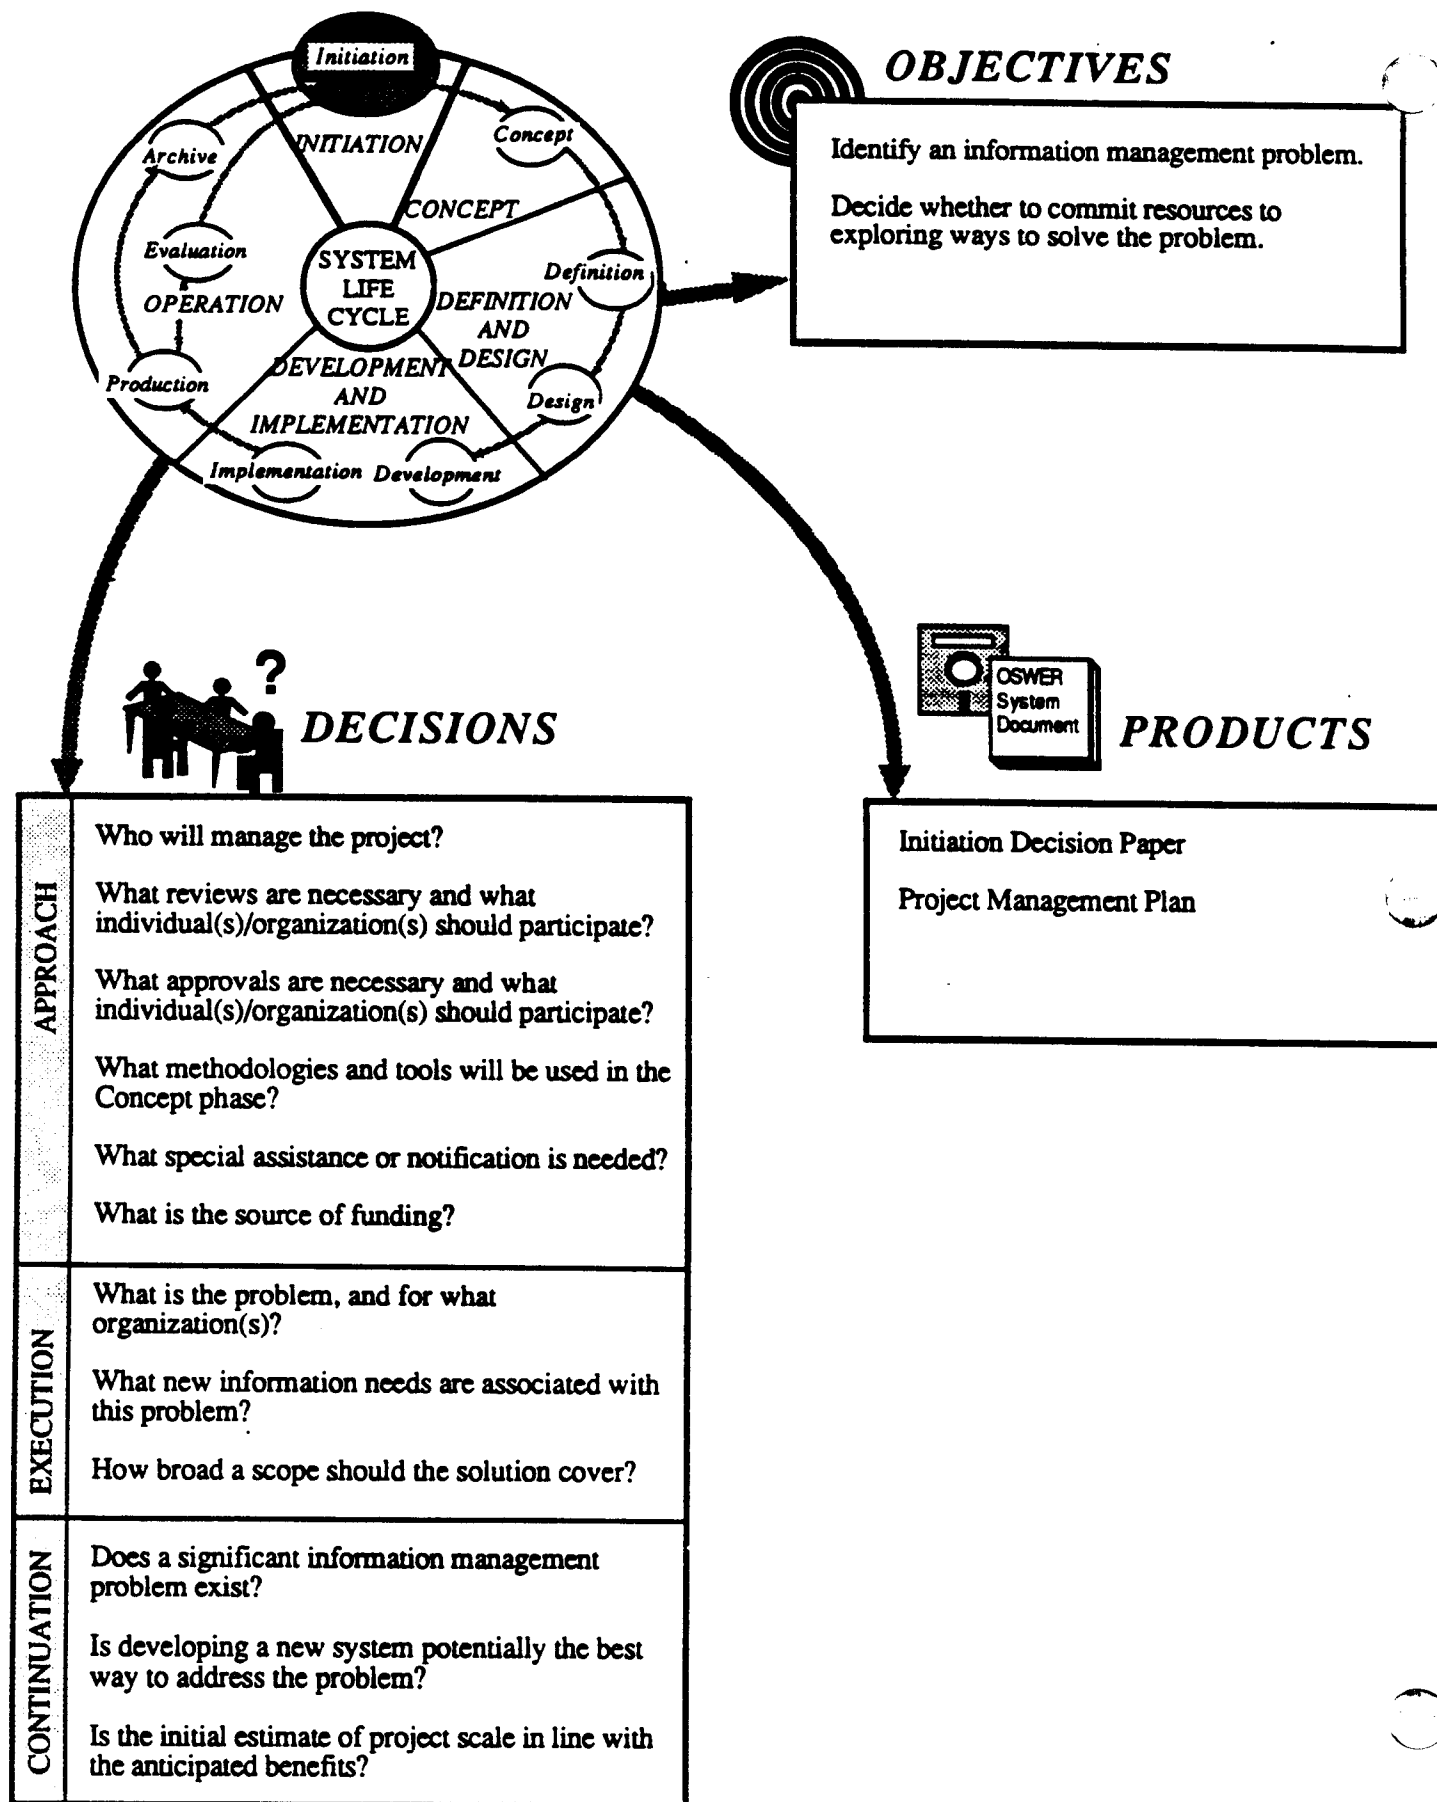 Initiation
INITIATION
Concept
CONCEPT
Archive
Evaluation
OPERATION
SYSTEM
LIFE
CYCLE
Definition
DEFINITION
AND
DESIGN
Design
DEVELOPMENT
AND
IMPLEMENTATION
Production
Implementation
Development
OBJECTIVES
Identify an information management problem.
Decide whether to commit resources to
exploring ways to solve the problem.
?
DECISIONS
APPROACH
Who will manage the project?
What reviews are necessary and what
individual(s)/organization(s) should participate?
What approvals are necessary and what
individual(s)/organization(s) should participate?
What methodologies and tools will be used in the
Concept phase?
What special assistance or notification is needed?
What is the source of funding?
EXECUTION
What is the problem, and for what
organization(s)?
What new information needs are associated with
this problem?
How broad a scope should the solution cover?
CONTINUATION
Does a significant information management
problem exist?
Is developing a new system potentially the best
way to address the problem?
Is the initial estimate of project scale in line with
the anticipated benefits?
OSWER
System
Document
PRODUCTS
Initiation Decision Paper
Project Management Plan